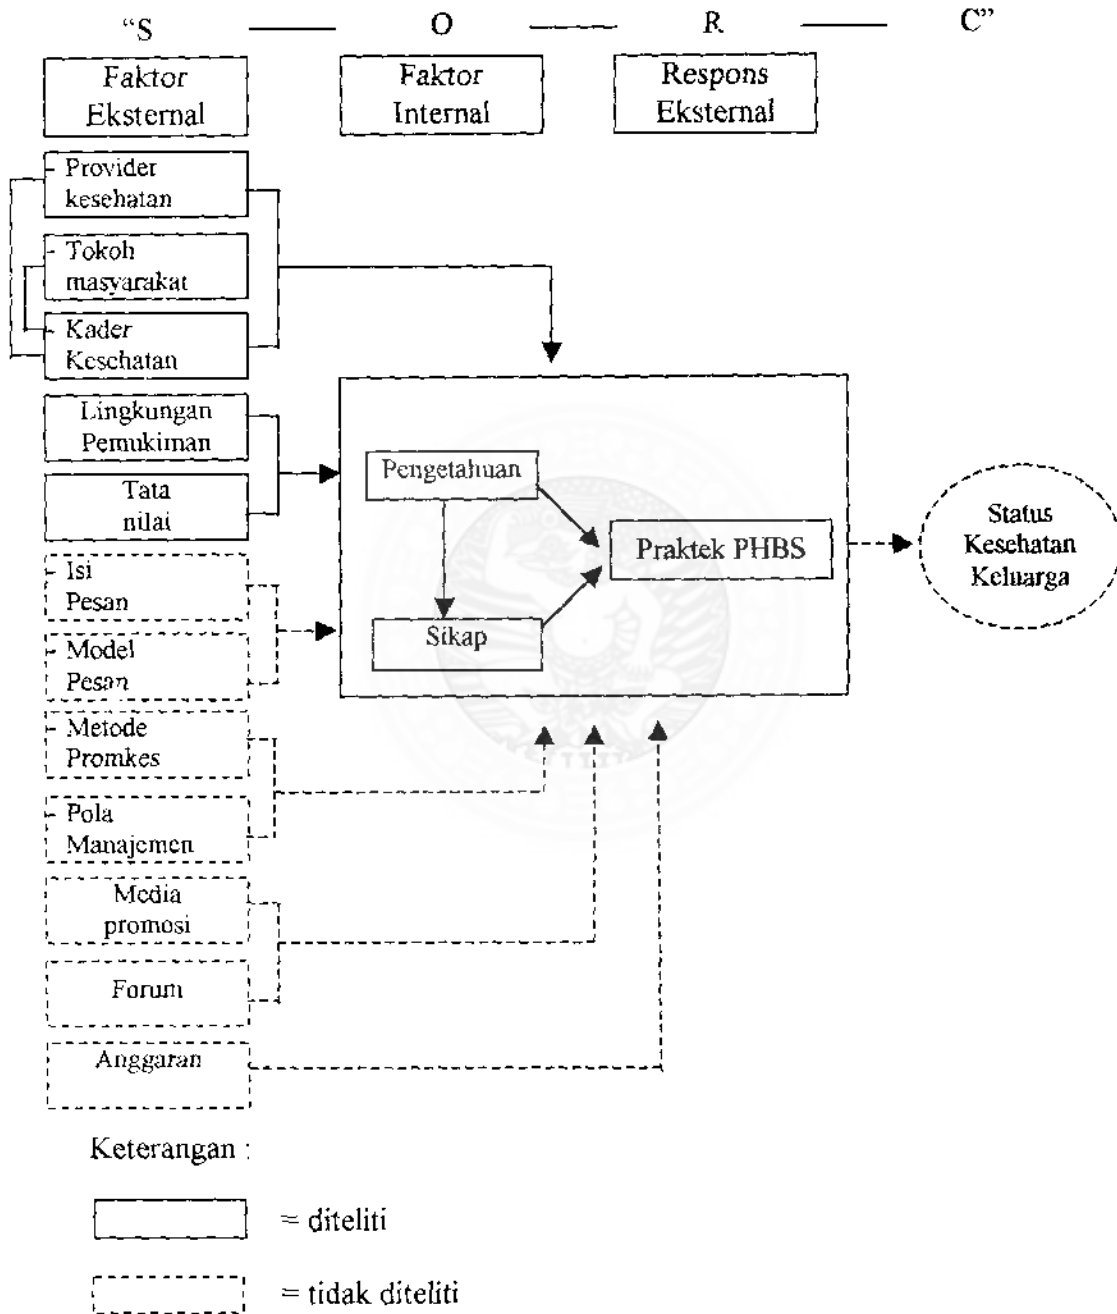 “S — O — R — C”
Faktor
Eksternal
Faktor
Internal
Respons
Eksternal
- Provider
kesehatan
- Tokoh
masyarakat
- Kader
Kesehatan
Lingkungan
Pemukiman
Tata
nilai
- Isi
Pesan
- Model
Pesan
- Metode
Promkes
- Pola
Manajemen
Media
promosi
Forum
Anggaran
Pengetahuan
Sikap
Praktek PHBS
Status
Kesehatan
Keluarga
Keterangan :
= diteliti
= tidak diteliti